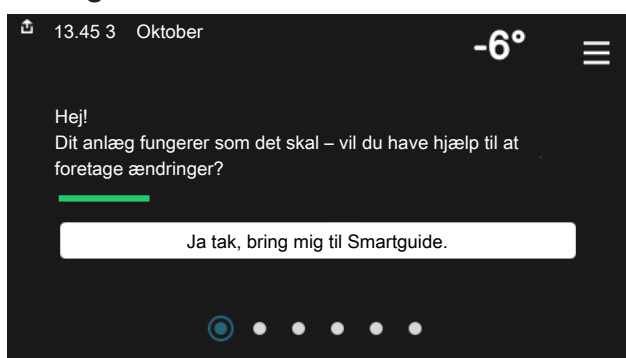 13.45 3 Oktober
-6°
Hej!
Dit anlæg fungerer som det skal – vil du have hjælp til at
foretage ændringer?
Ja tak, bring mig til Smartguide.